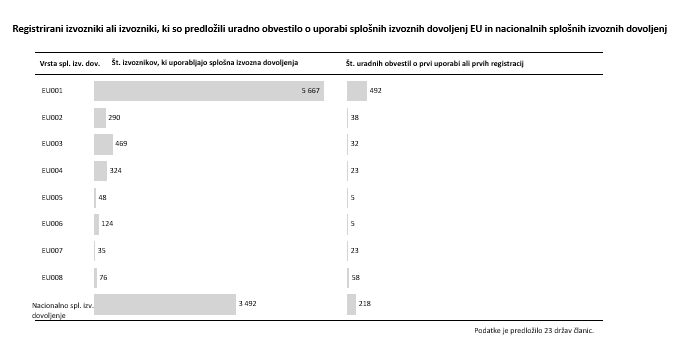 Registrirani izvozniki ali izvozniki, ki so predložili uradno obvestilo o uporabi splošnih izvoznih dovoljenj EU in nacionalnih splošnih izvoznih dovoljenj
Vrsta spl. izv. dov. Št. izvoznikov, ki uporabljajo splošna izvozna dovoljenja Št. uradnih obvestil o prvi uporabi ali prvih registracij
EU001 5 667 492
EU002 290 38
EU003 469 32
EU004 324 23
EU005 48 5
EU006 124 5
EU007 35 23
EU008 76 58
Nacionalno spl. izv. 3 492 218
dovoljenje
Podatke je predložilo 23 držav članic.